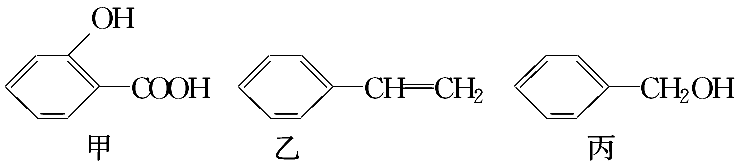 OH
COOH
CH=CH₂
CH₂OH
甲 乙 丙